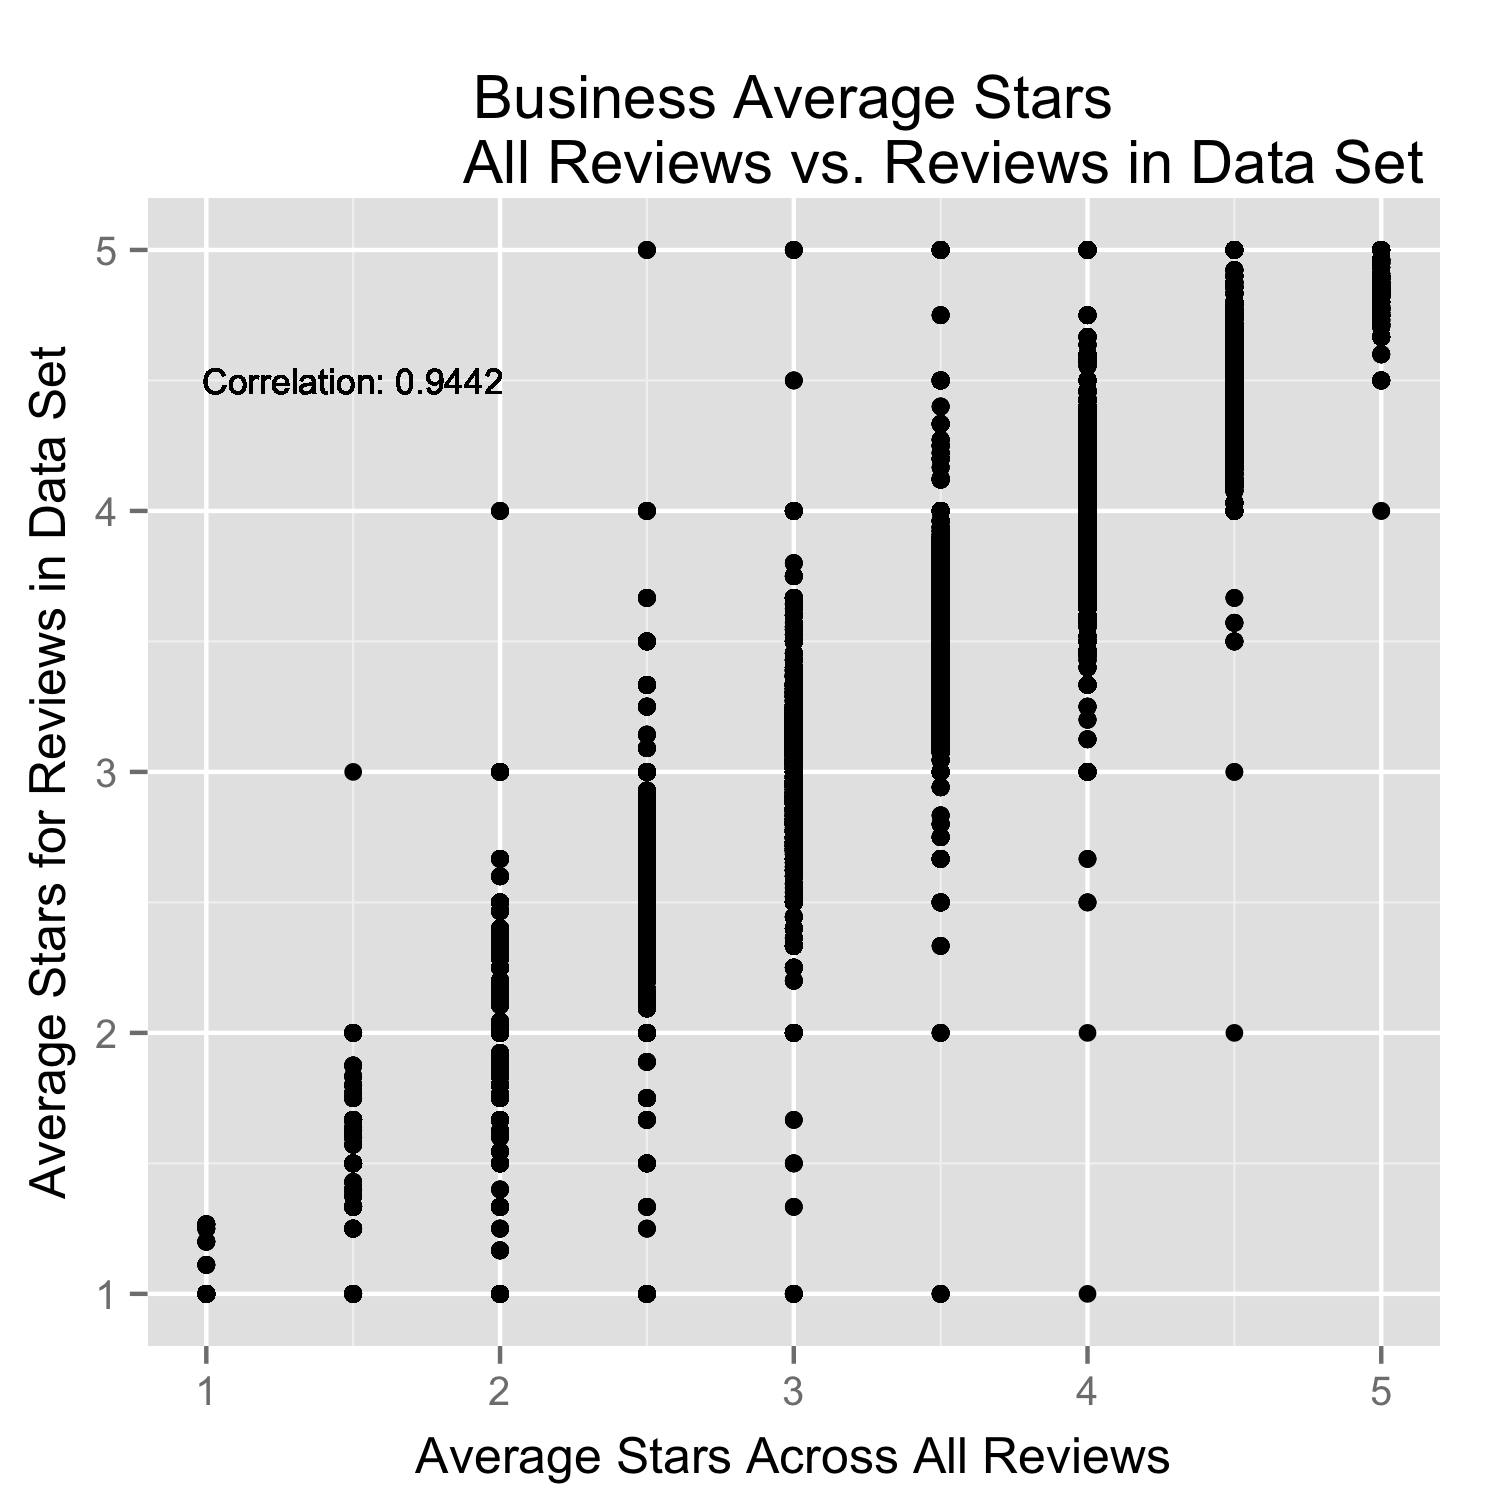 Business Average Stars
All Reviews vs. Reviews in Data Set
Average Stars for Reviews in Data Set
5
4
3
2
1
Correlation: 0.9442
1 2 3 4 5
Average Stars Across All Reviews